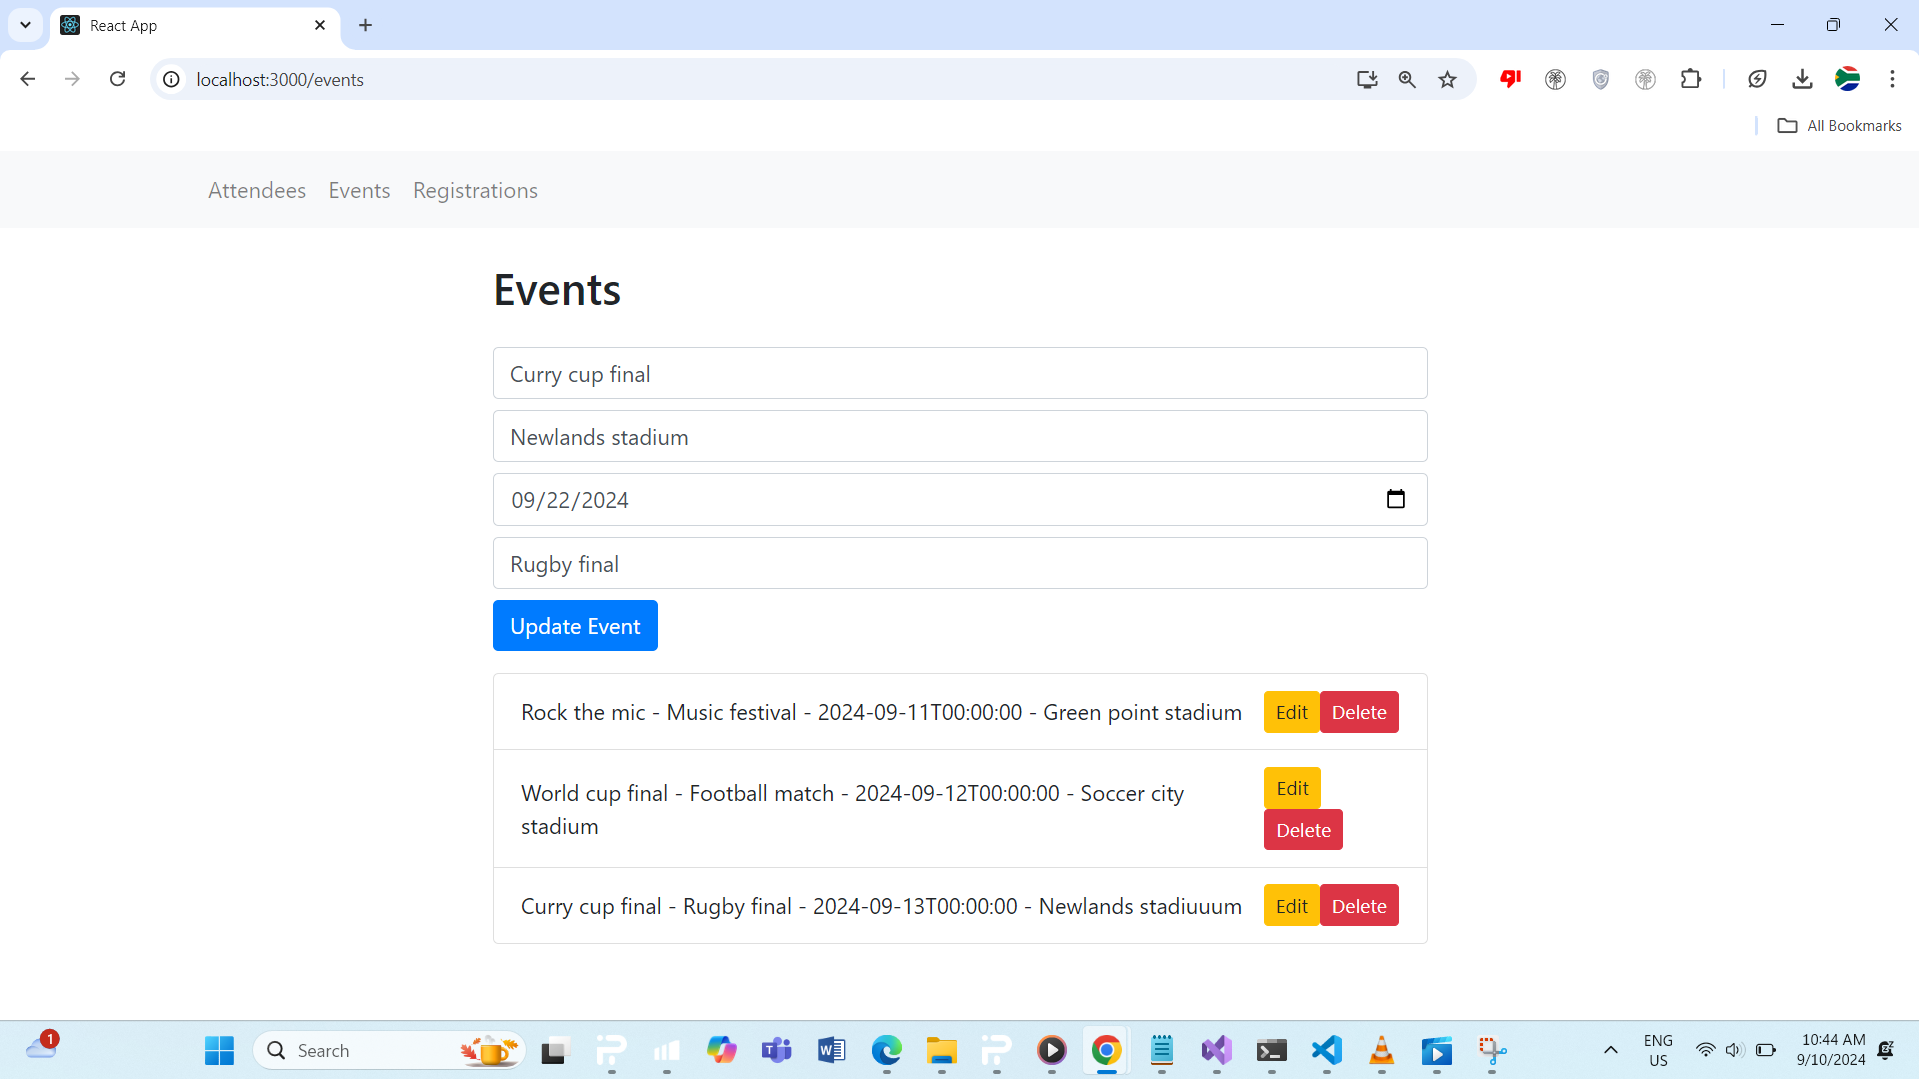 React App
localhost:3000/events
All Bookmarks
Attendees Events Registrations
Events
Curry cup final
Newlands stadium
09/22/2024
Rugby final
Update Event
Rock the mic - Music festival - 2024-09-11T00:00:00 - Green point stadium Edit Delete
World cup final - Football match - 2024-09-12T00:00:00 - Soccer city
stadium
Edit
Delete
Curry cup final - Rugby final - 2024-09-13T00:00:00 - Newlands stadiuuum Edit Delete
1
Search
ENG
US
10:44 AM
9/10/2024